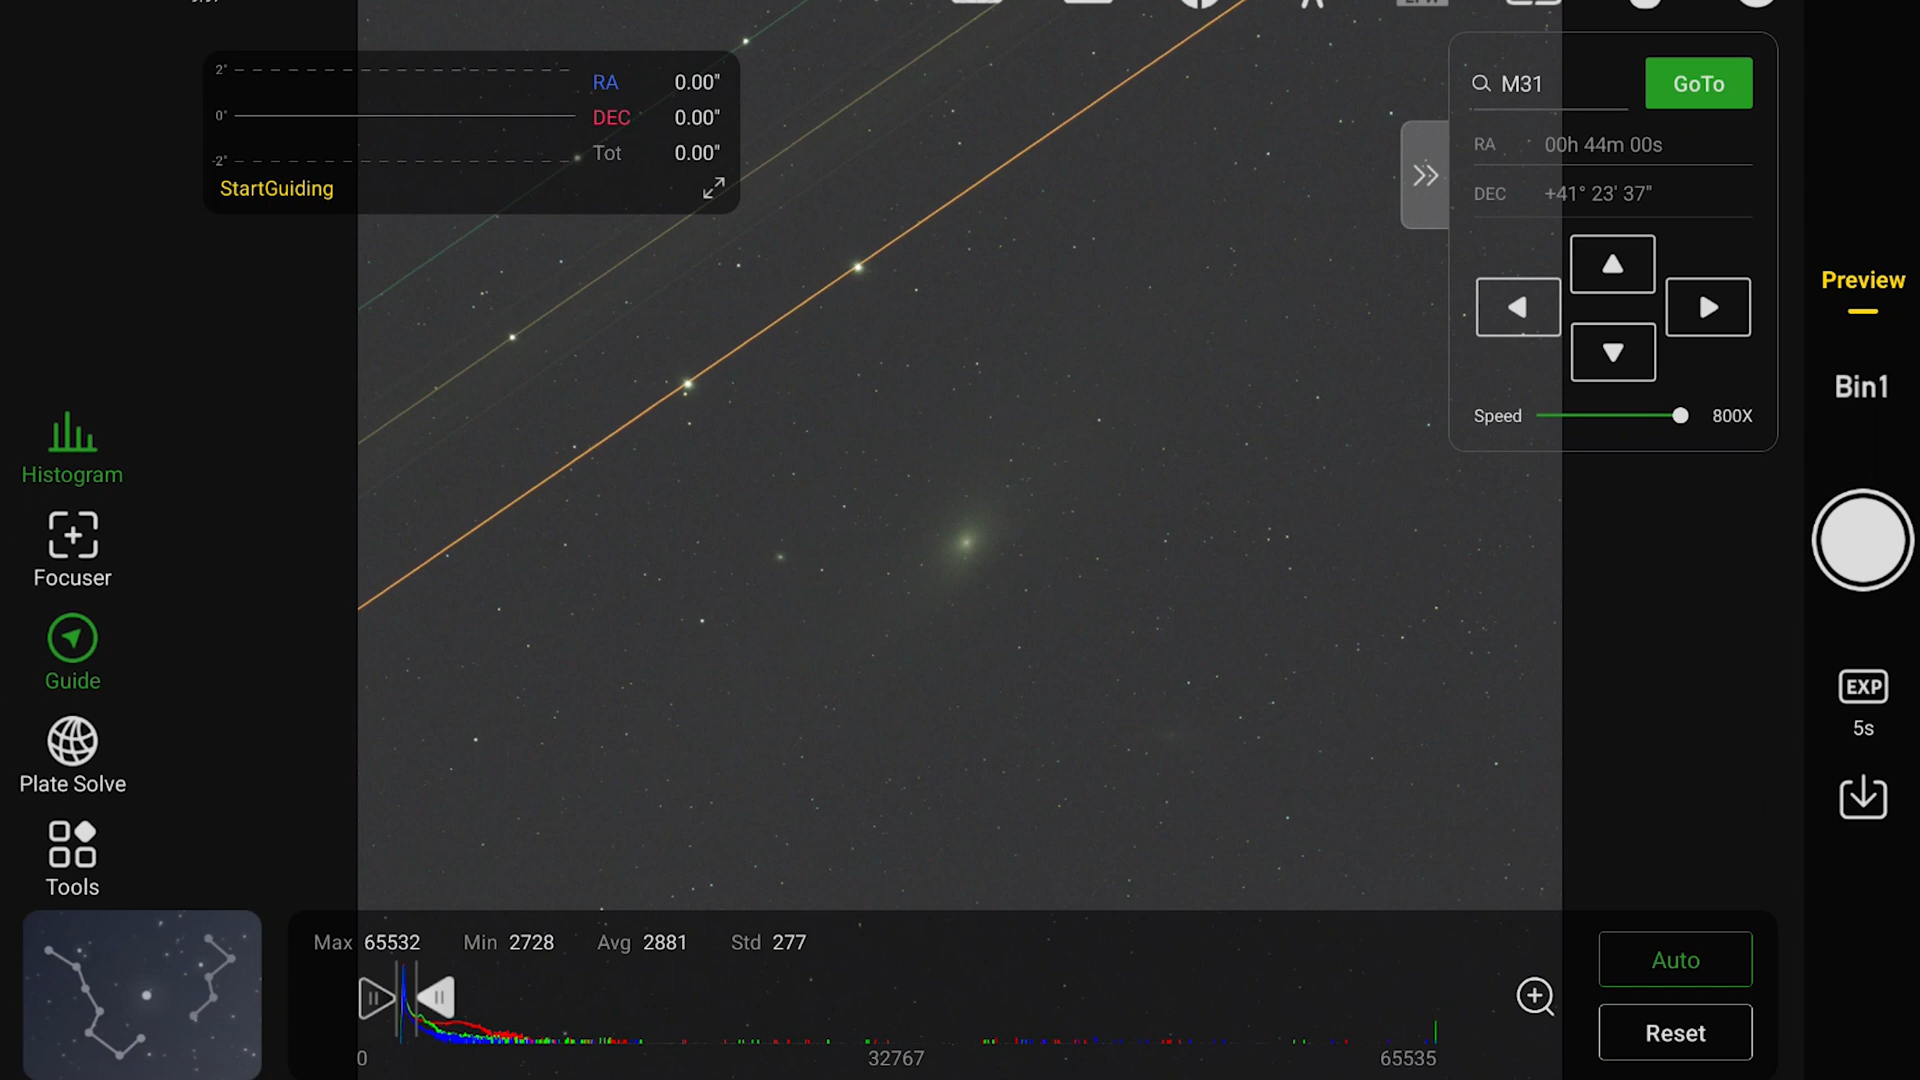 2"
0"
-2"
RA 0.00"
DEC 0.00"
Tot 0.00"
StartGuiding
M31
GoTo
RA 00h 44m 00s
DEC +41° 23' 37"
Speed 800X
Preview
Bin1
EXP
5s
Histogram
Focuser
Guide
Plate Solve
Tools
Max 65532 Min 2728 Avg 2881 Std 277
0 32767 65535
Auto
Reset